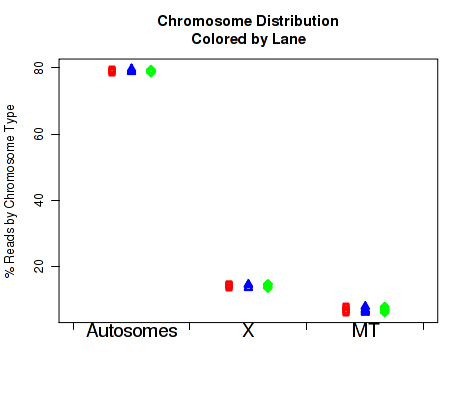 Chromosome Distribution
Colored by Lane
% Reads by Chromosome Type
80
60
40
20
Autosomes X MT